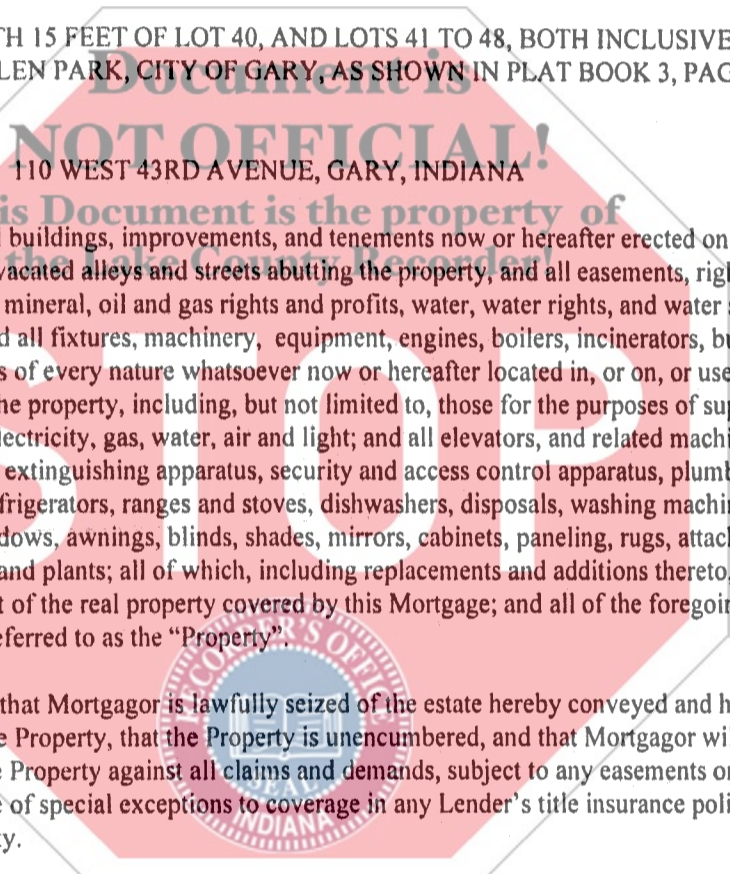 TH 15 FEET OF LOT 40, AND LOTS 41 TO 48, BOTH INCLUSIVE
LEN PARK, CITY OF GARY, AS SHOWN IN PLAT BOOK 3, PAG
Document is
NOT OFFICIAL!
110 WEST 43RD AVENUE, GARY, INDIANA
is Document is the property of
buildings, improvements, and tenements now or hereafter erected on
the Lake County Recorder!
vacated alleys and streets abutting the property, and all easements, righ
mineral, oil and gas rights and profits, water, water rights, and water
d all fixtures, machinery, equipment, engines, boilers, incinerators, bu
STOP
s of every nature whatsoever now or hereafter located in, or on, or use
he property, including, but not limited to, those for the purposes of sup
lectricity, gas, water, air and light; and all elevators, and related machi
extinguishing apparatus, security and access control apparatus, plumb
frigerators, ranges and stoves, dishwashers, disposals, washing machin
dows, awnings, blinds, shades, mirrors, cabinets, paneling, rugs, attac
and plants; all of which, including replacements and additions thereto,
t of the real property covered by this Mortgage; and all of the foregoin
eferred to as the “Property”.
RECORDER'S OFFICE
SEAL
INDIANA
that Mortgagor is lawfully seized of the estate hereby conveyed and h
e Property, that the Property is unencumbered, and that Mortgagor wi
e Property against all claims and demands, subject to any easements or
e of special exceptions to coverage in any Lender’s title insurance poli
ty.